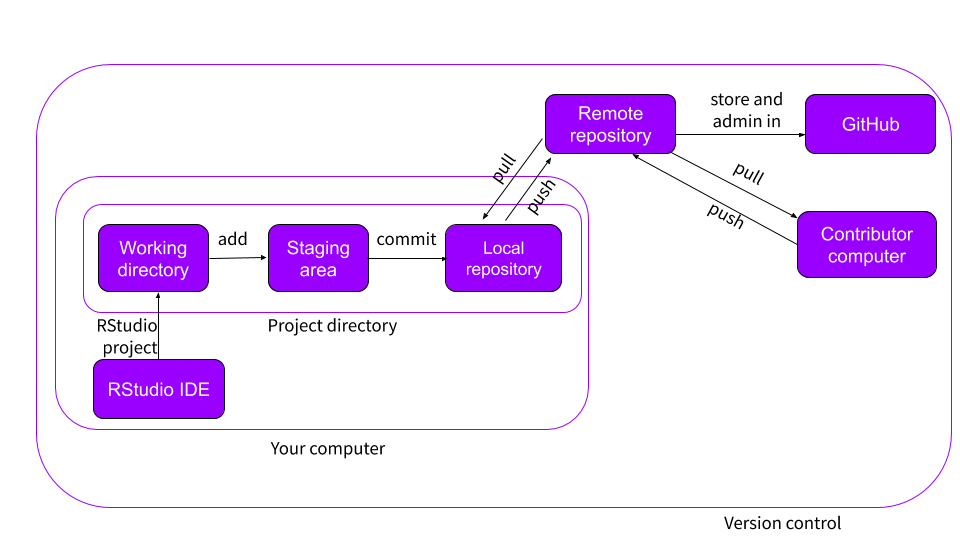 Remote
repository
store and
admin in
GitHub
pull
push
pull
push
Contributor
computer
Working
directory
add
Staging
area
commit
Local
repository
RStudio
project
Project directory
RStudio IDE
Your computer
Version control